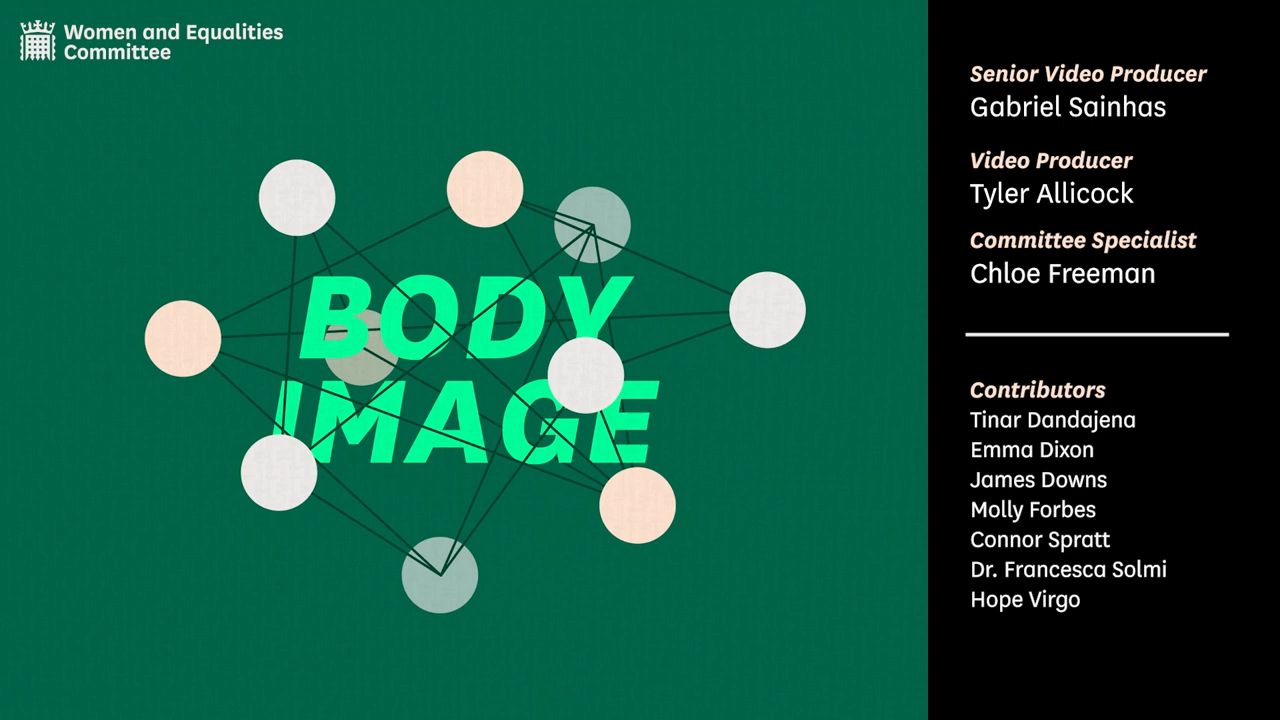 Women and Equalities
Committee
BODY
IMAGE
Senior Video Producer
Gabriel Sainhas
Video Producer
Tyler Allicock
Committee Specialist
Chloe Freeman
Contributors
Tinar Dandajena
Emma Dixon
James Downs
Molly Forbes
Connor Spratt
Dr. Francesca Solmi
Hope Virgo